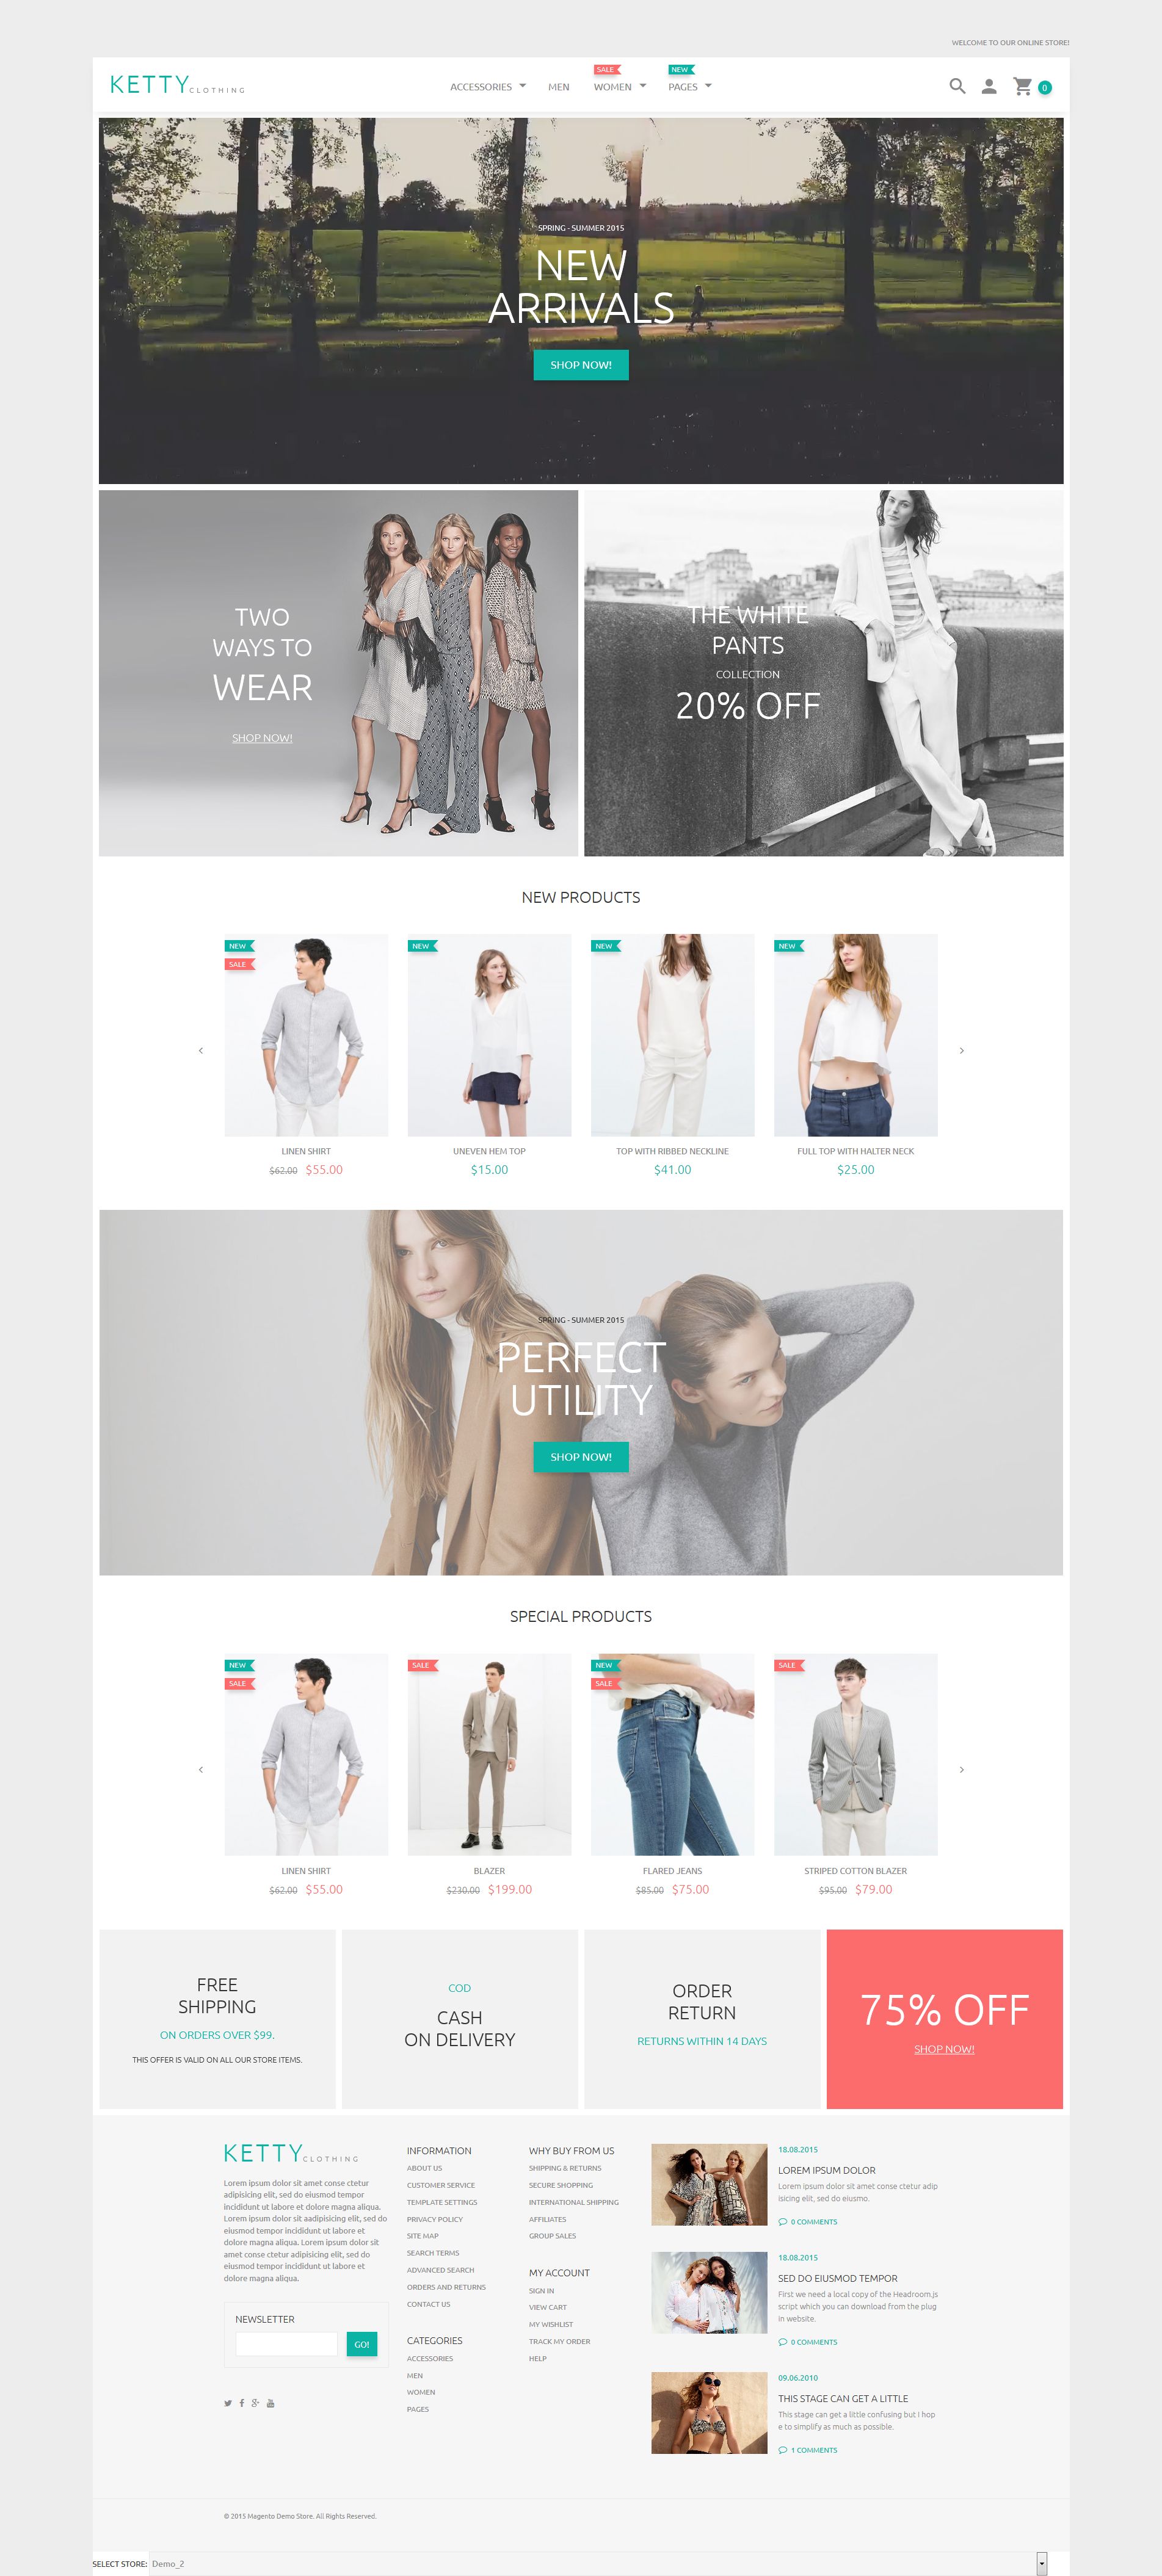 WELCOME TO OUR ONLINE STORE!
KETTY CLOTHING
ACCESSORIES MEN WOMEN PAGES
SALE NEW
0
SPRING - SUMMER 2015
NEW
ARRIVALS
SHOP NOW!
TWO
WAYS TO
WEAR
SHOP NOW!
THE WHITE
PANTS
COLLECTION
20% OFF
NEW PRODUCTS
NEW
SALE
NEW
NEW
NEW
LINEN SHIRT
$62.00 $55.00
UNEVEN HEM TOP
$15.00
TOP WITH RIBBED NECKLINE
$41.00
FULL TOP WITH HALTER NECK
$25.00
SPRING - SUMMER 2015
PERFECT
UTILITY
SHOP NOW!
SPECIAL PRODUCTS
NEW
SALE
SALE
NEW
SALE
SALE
LINEN SHIRT
$62.00 $55.00
BLAZER
$230.00 $199.00
FLARED JEANS
$85.00 $75.00
STRIPED COTTON BLAZER
$95.00 $79.00
FREE
SHIPPING
ON ORDERS OVER $99.
THIS OFFER IS VALID ON ALL OUR STORE ITEMS.
COD
CASH
ON DELIVERY
ORDER
RETURN
RETURNS WITHIN 14 DAYS
75% OFF
SHOP NOW!
KETTY CLOTHING
Lorem ipsum dolor sit amet conse ctetur
adipisicing elit, sed do eiusmod tempor
incididunt ut labore et dolore magna aliqua.
Lorem ipsum dolor sit aadipisicing elit, sed do
eiusmod tempor incididunt ut labore et
dolore magna aliqua. Lorem ipsum dolor sit
amet conse ctetur adipisicing elit, sed do
eiusmod tempor incididunt ut labore et
dolore magna aliqua.
NEWSLETTER
GO!
INFORMATION
ABOUT US
CUSTOMER SERVICE
TEMPLATE SETTINGS
PRIVACY POLICY
SITE MAP
SEARCH TERMS
ADVANCED SEARCH
ORDERS AND RETURNS
CONTACT US
CATEGORIES
ACCESSORIES
MEN
WOMEN
PAGES
WHY BUY FROM US
SHIPPING & RETURNS
SECURE SHOPPING
INTERNATIONAL SHIPPING
AFFILIATES
GROUP SALES
MY ACCOUNT
SIGN IN
VIEW CART
MY WISHLIST
TRACK MY ORDER
HELP
18.08.2015
LOREM IPSUM DOLOR
Lorem ipsum dolor sit amet conse ctetur adip
isicing elit, sed do eiusmo.
0 COMMENTS
18.08.2015
SED DO EIUSMOD TEMPOR
First we need a local copy of the Headroom.js
script which you can download from the plug
in website.
0 COMMENTS
09.06.2010
THIS STAGE CAN GET A LITTLE
This stage can get a little confusing but I hop
e to simplify as much as possible.
1 COMMENTS
© 2015 Magento Demo Store. All Rights Reserved.
SELECT STORE: Demo_2